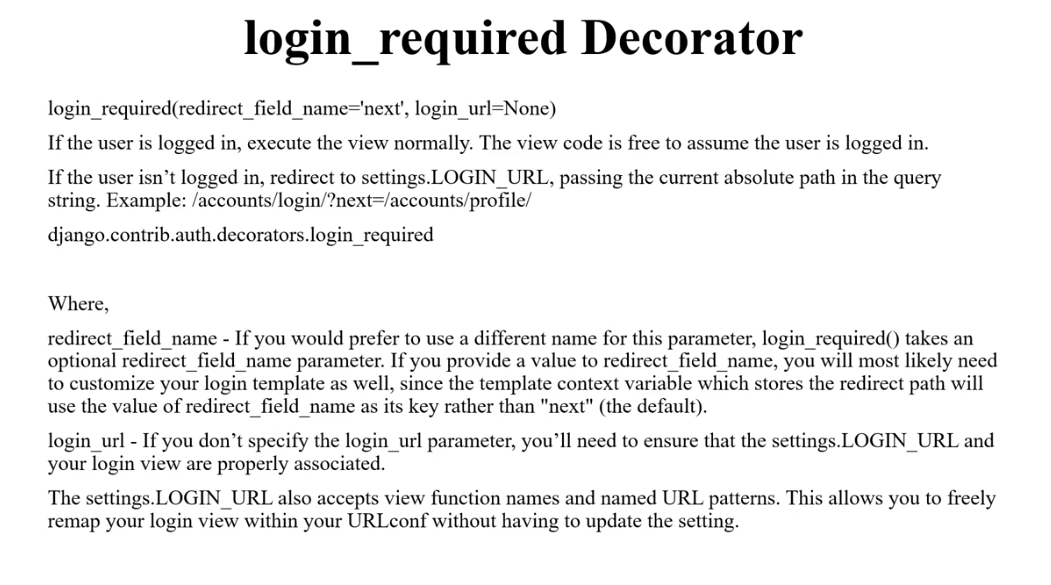 login_required Decorator
login_required(redirect_field_name='next', login_url=None)
If the user is logged in, execute the view normally. The view code is free to assume the user is logged in.
If the user isn’t logged in, redirect to settings.LOGIN_URL, passing the current absolute path in the query
string. Example: /accounts/login/?next=/accounts/profile/
django.contrib.auth.decorators.login_required
Where,
redirect_field_name - If you would prefer to use a different name for this parameter, login_required() takes an
optional redirect_field_name parameter. If you provide a value to redirect_field_name, you will most likely need
to customize your login template as well, since the template context variable which stores the redirect path will
use the value of redirect_field_name as its key rather than "next" (the default).
login_url - If you don’t specify the login_url parameter, you’ll need to ensure that the settings.LOGIN_URL and
your login view are properly associated.
The settings.LOGIN_URL also accepts view function names and named URL patterns. This allows you to freely
remap your login view within your URLconf without having to update the setting.